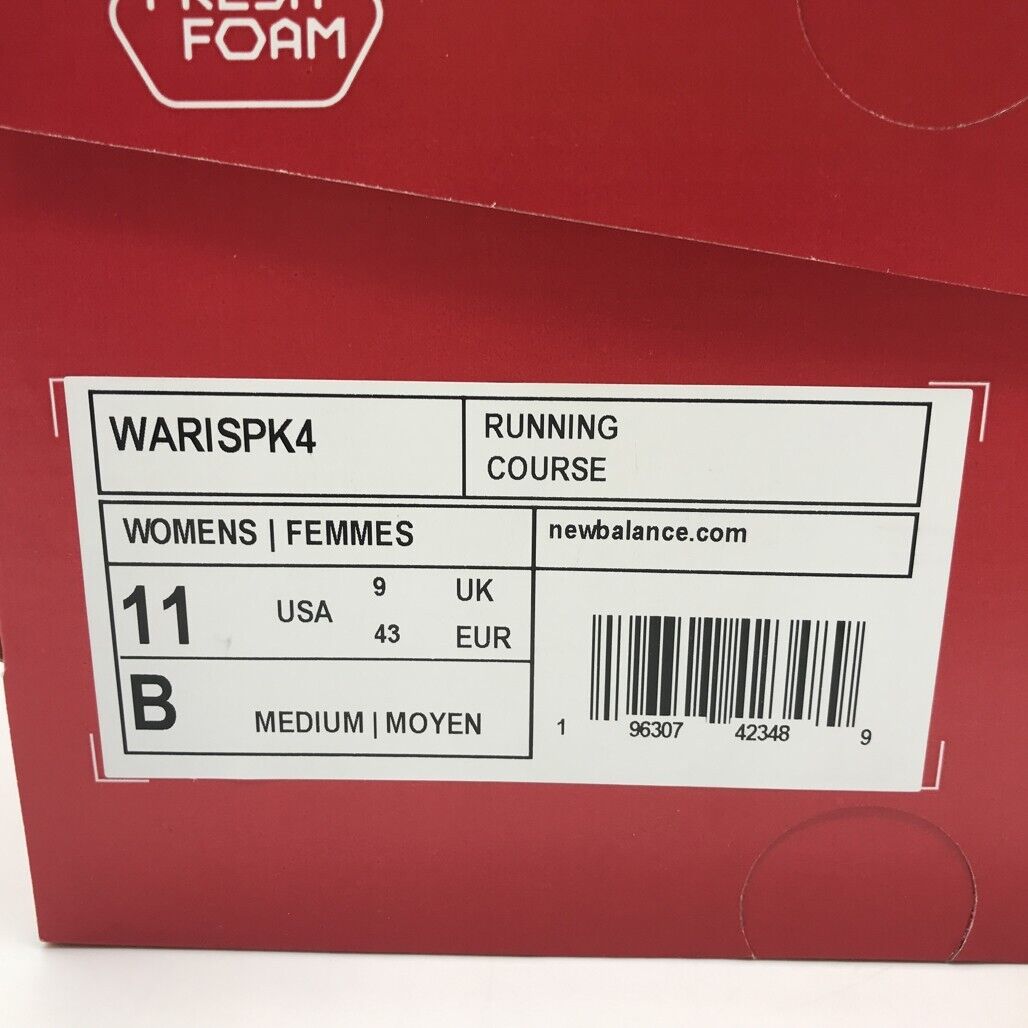 FRESH
FOAM
WARISPK4
RUNNING
COURSE
WOMENS | FEMMES
newbalance.com
11 USA 9 UK
43 EUR
B MEDIUM | MOYEN
1 96307 42348 9